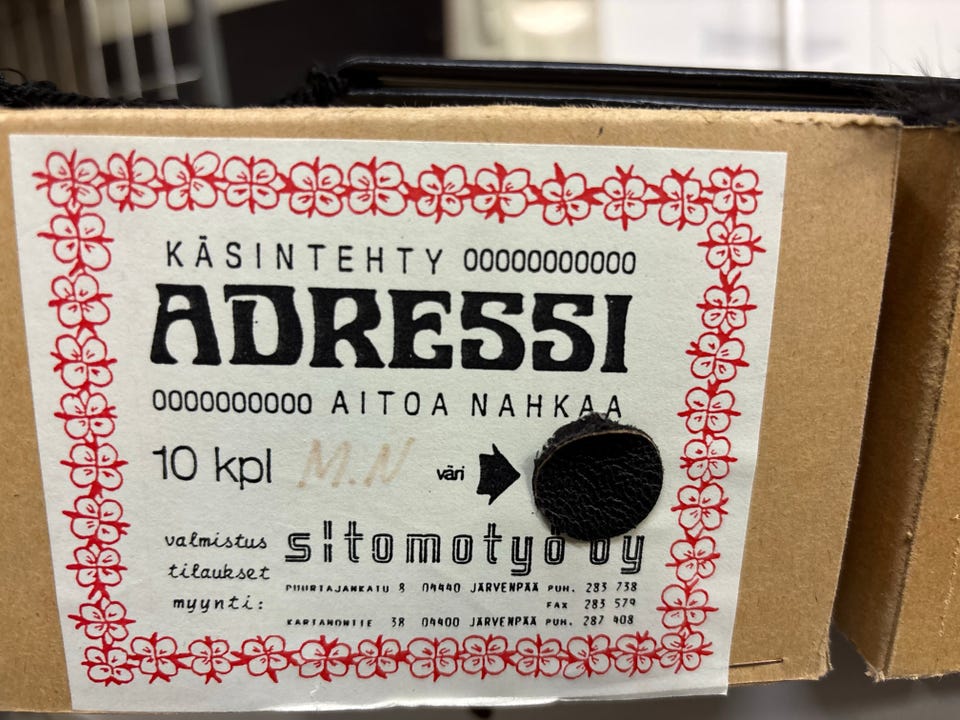 KÄSINTEHTY 00000000000
ADRESSI
0000000000 AITOA NAHKAA
10 kpl M.N väri
valmistus sitomotyö oy
tilaukset PUURTAJANKATU 8 04440 JÄRVENPÄÄ PUH. 283 738
myynti: FAX 283 579
KARTANONTIE 38 04400 JÄRVENPÄÄ PUH. 287 408